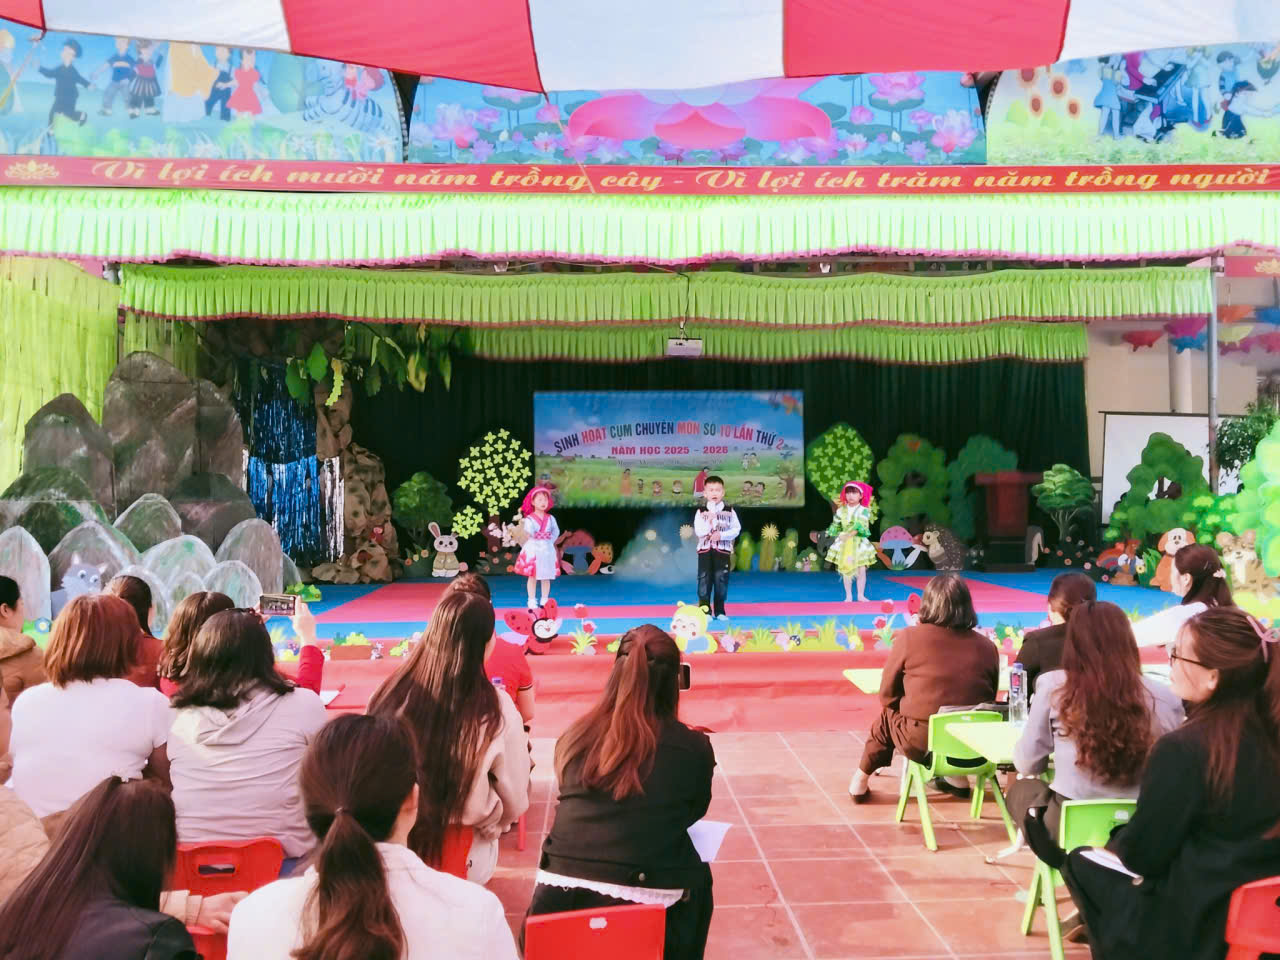 Vì lợi ích mười năm trồng cây - Vì lợi ích trăm năm trồng người
SINH HOẠT CỤM CHUYÊN MÔN SỐ 10 LẦN THỨ 2
NĂM HỌC 2025 - 2026